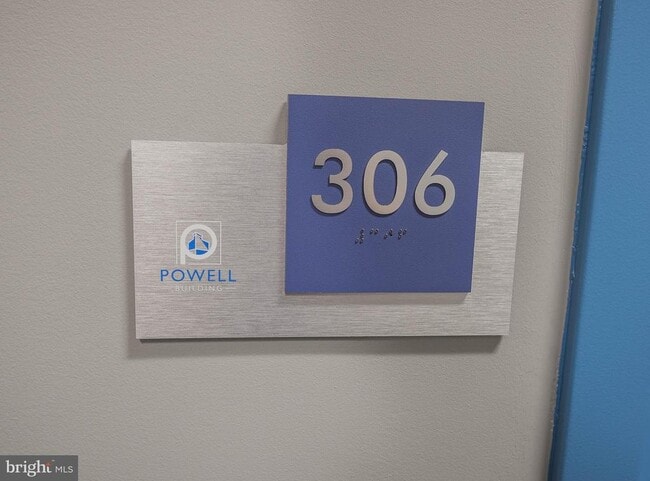 306
⠼⠉⠚⠋
POWELL
BUILDING
bright MLS